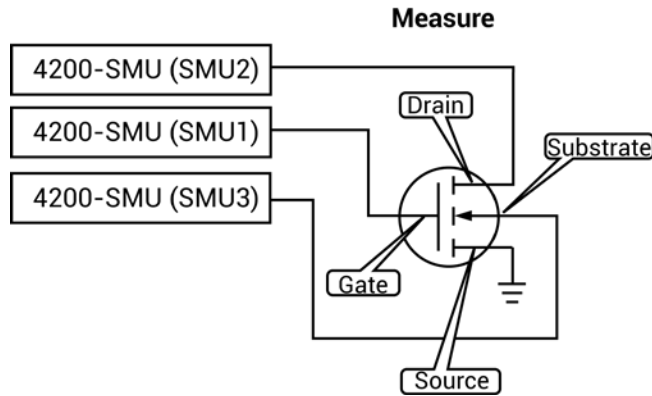 Measure
4200-SMU (SMU2)
Drain
4200-SMU (SMU1)
Substrate
4200-SMU (SMU3)
Gate
Source